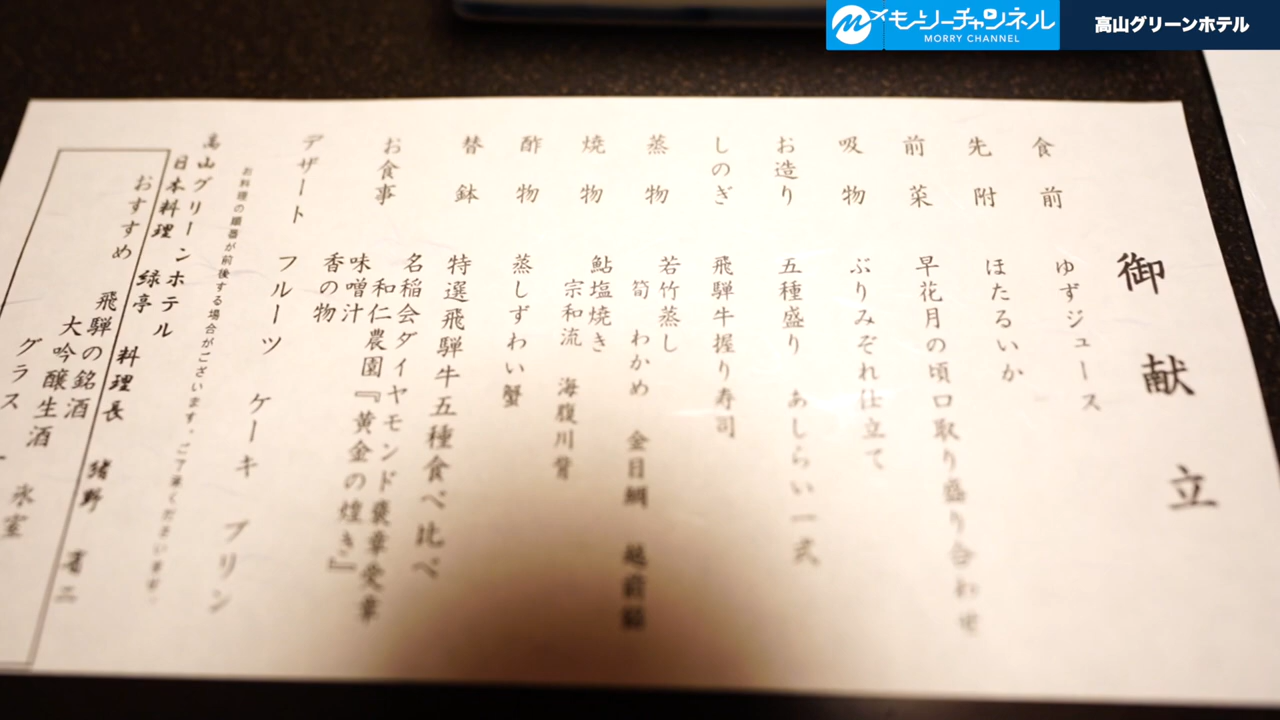 メモーリーチャンネル
MORRY CHANNEL
高山グリーンホテル
御献立
食前 ゆずジュース
先附 ほたるいか
前菜 早花月の頃口取り盛り合わせ
吸物 ぶりみぞれ仕立て
お造り 五種盛り あしらい一式
しのぎ 飛騨牛握り寿司
蒸物 若竹蒸し
筍 わかめ 金目鯛 越前
焼物 鮎塩焼き
宗和流 海腹川背
酢物 蒸しずわい蟹
替鉢 特選飛騨牛五種食べ比べ
お食事 名稲会ダイヤモンド褒章受章
和仁農園『黄金の煌き』
味噌汁
香の物
デザート フルーツ ケーキ プリン
お料理の順番が前後する場合がございます。ご了承くださいませ。
高山グリーンホテル
日本料理 緑亭 料理長 猪野
おすすめ 飛騨の銘酒
大吟醸生酒 氷室
グラス